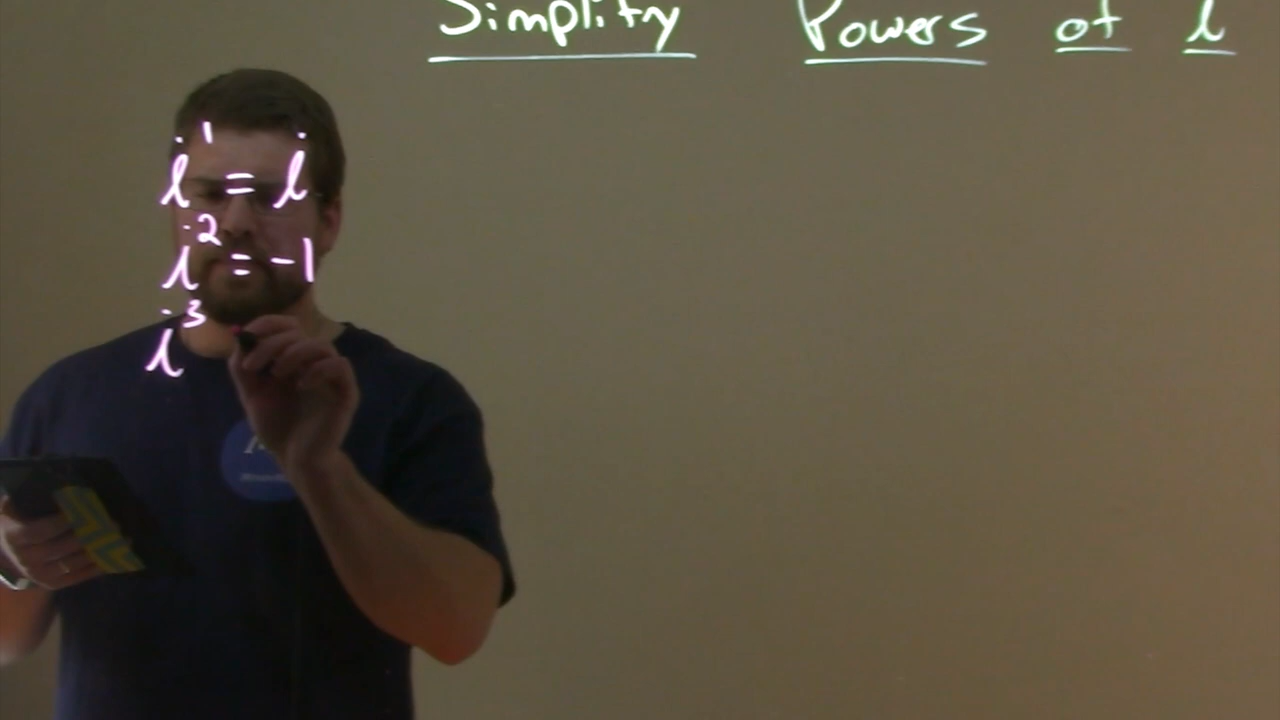 Simplify Powers of i
i¹ = i
i² = -1
i³